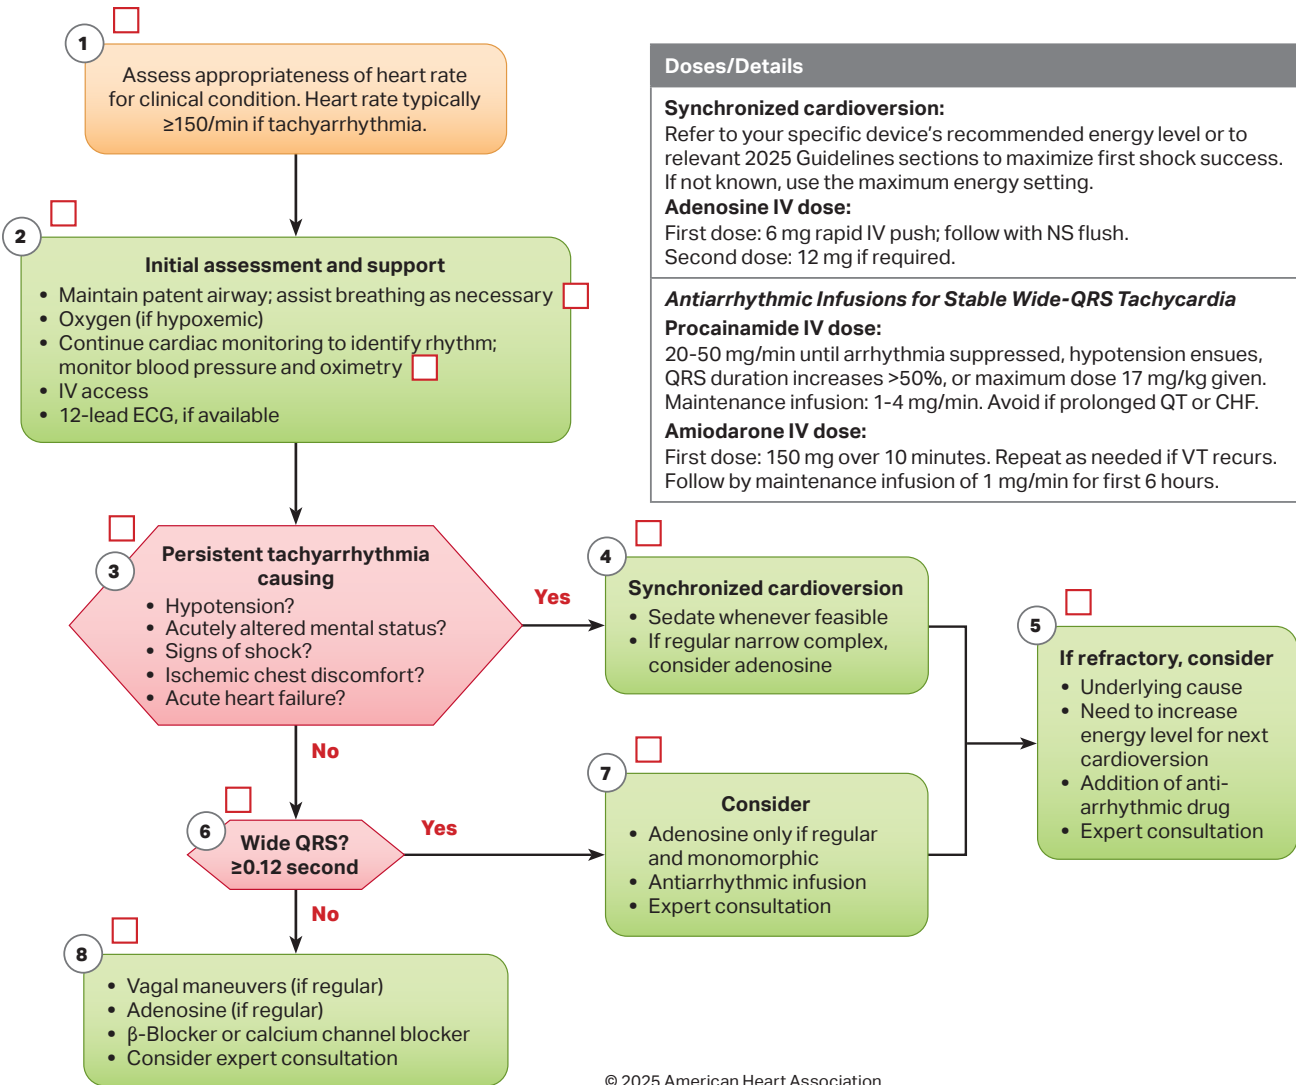 1
Assess appropriateness of heart rate
for clinical condition. Heart rate typically
≥150/min if tachyarrhythmia.
2
Initial assessment and support
• Maintain patent airway; assist breathing as necessary
• Oxygen (if hypoxemic)
• Continue cardiac monitoring to identify rhythm;
monitor blood pressure and oximetry
• IV access
• 12-lead ECG, if available
Doses/Details
Synchronized cardioversion:
Refer to your specific device's recommended energy level or to
relevant 2025 Guidelines sections to maximize first shock success.
If not known, use the maximum energy setting.
Adenosine IV dose:
First dose: 6 mg rapid IV push; follow with NS flush.
Second dose: 12 mg if required.
Antiarrhythmic Infusions for Stable Wide-QRS Tachycardia
Procainamide IV dose:
20-50 mg/min until arrhythmia suppressed, hypotension ensues,
QRS duration increases >50%, or maximum dose 17 mg/kg given.
Maintenance infusion: 1-4 mg/min. Avoid if prolonged QT or CHF.
Amiodarone IV dose:
First dose: 150 mg over 10 minutes. Repeat as needed if VT recurs.
Follow by maintenance infusion of 1 mg/min for first 6 hours.
3
Persistent tachyarrhythmia
causing
• Hypotension?
• Acutely altered mental status?
• Signs of shock?
• Ischemic chest discomfort?
• Acute heart failure?
Yes
4
Synchronized cardioversion
• Sedate whenever feasible
• If regular narrow complex,
consider adenosine
5
If refractory, consider
• Underlying cause
• Need to increase
energy level for next
cardioversion
• Addition of anti-
arrhythmic drug
• Expert consultation
No
6
Wide QRS?
≥0.12 second
Yes
7
Consider
• Adenosine only if regular
and monomorphic
• Antiarrhythmic infusion
• Expert consultation
No
8
• Vagal maneuvers (if regular)
• Adenosine (if regular)
• β-Blocker or calcium channel blocker
• Consider expert consultation
© 2025 American Heart Association